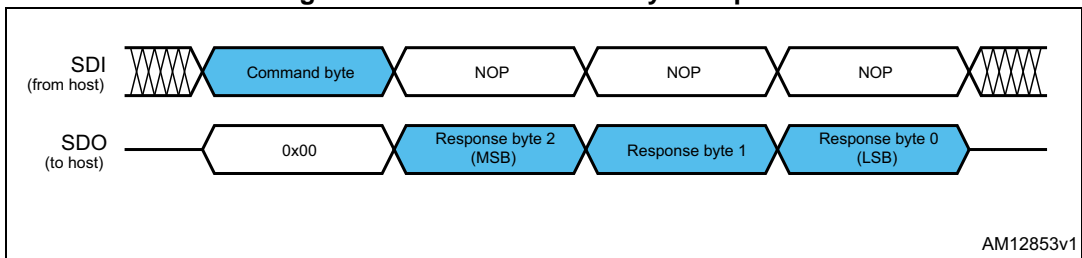 SDI
(from host)
Command byte
NOP
NOP
NOP
SDO
(to host)
0x00
Response byte 2
(MSB)
Response byte 1
Response byte 0
(LSB)
AM12853v1